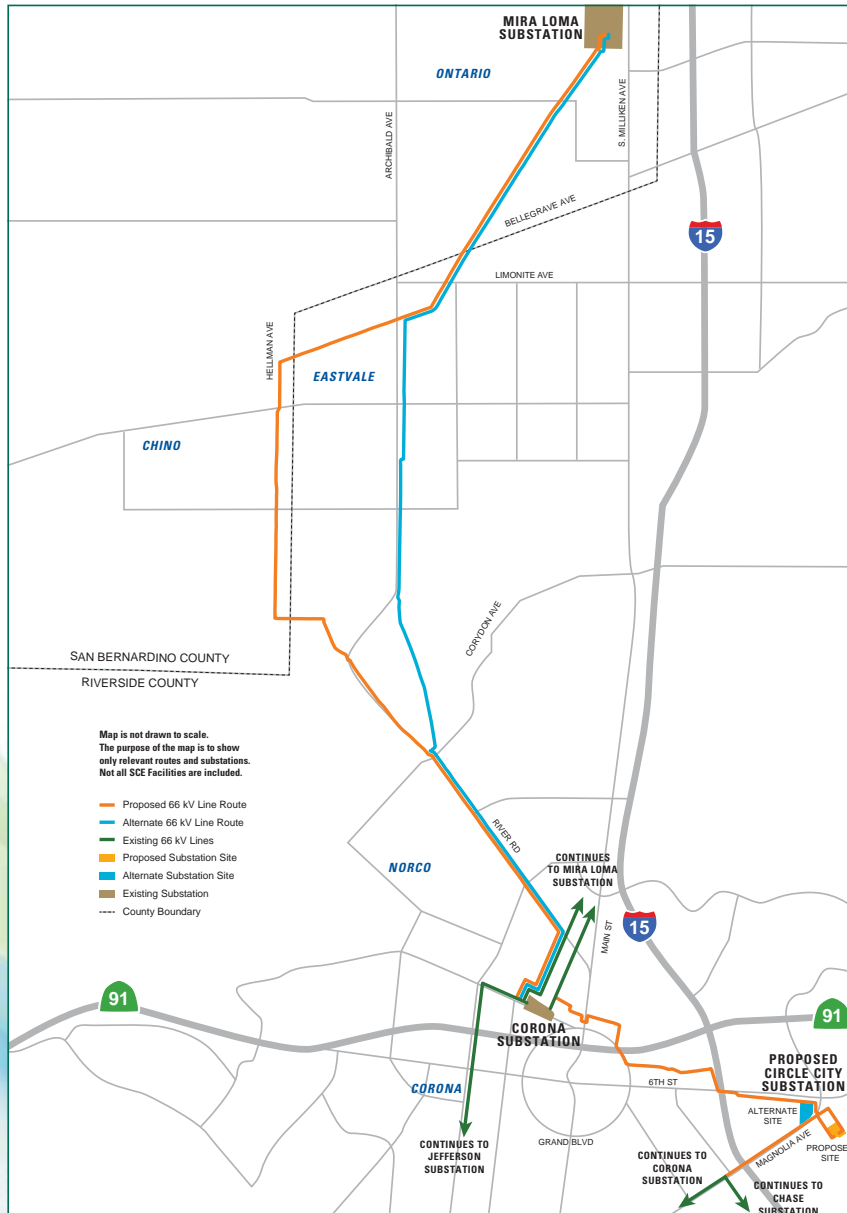 MIRA LOMA
SUBSTATION
ONTARIO
ARCHIBALD AVE
S. MILLIKEN AVE
BELLEGRAVE AVE
15
LIMONITE AVE
HELLMAN AVE
EASTVALE
CHINO
CORYDON AVE
SAN BERNARDINO COUNTY
RIVERSIDE COUNTY
Map is not drawn to scale.
The purpose of the map is to show
only relevant routes and substations.
Not all SCE Facilities are included.
Proposed 66 kV Line Route
Alternate 66 kV Line Route
Existing 66 kV Lines
Proposed Substation Site
Alternate Substation Site
Existing Substation
County Boundary
RIVER RD
NORCO
CONTINUES
TO MIRA LOMA
SUBSTATION
MAIN ST
15
91
91
CORONA
SUBSTATION
PROPOSED
CIRCLE CITY
SUBSTATION
6TH ST
CORONA
ALTERNATE
SITE
GRAND BLVD
MAGNOLIA AVE
PROPOSED
SITE
CONTINUES TO
JEFFERSON
SUBSTATION
CONTINUES TO
CORONA
SUBSTATION
CONTINUES TO
CHASE
SUBSTATION